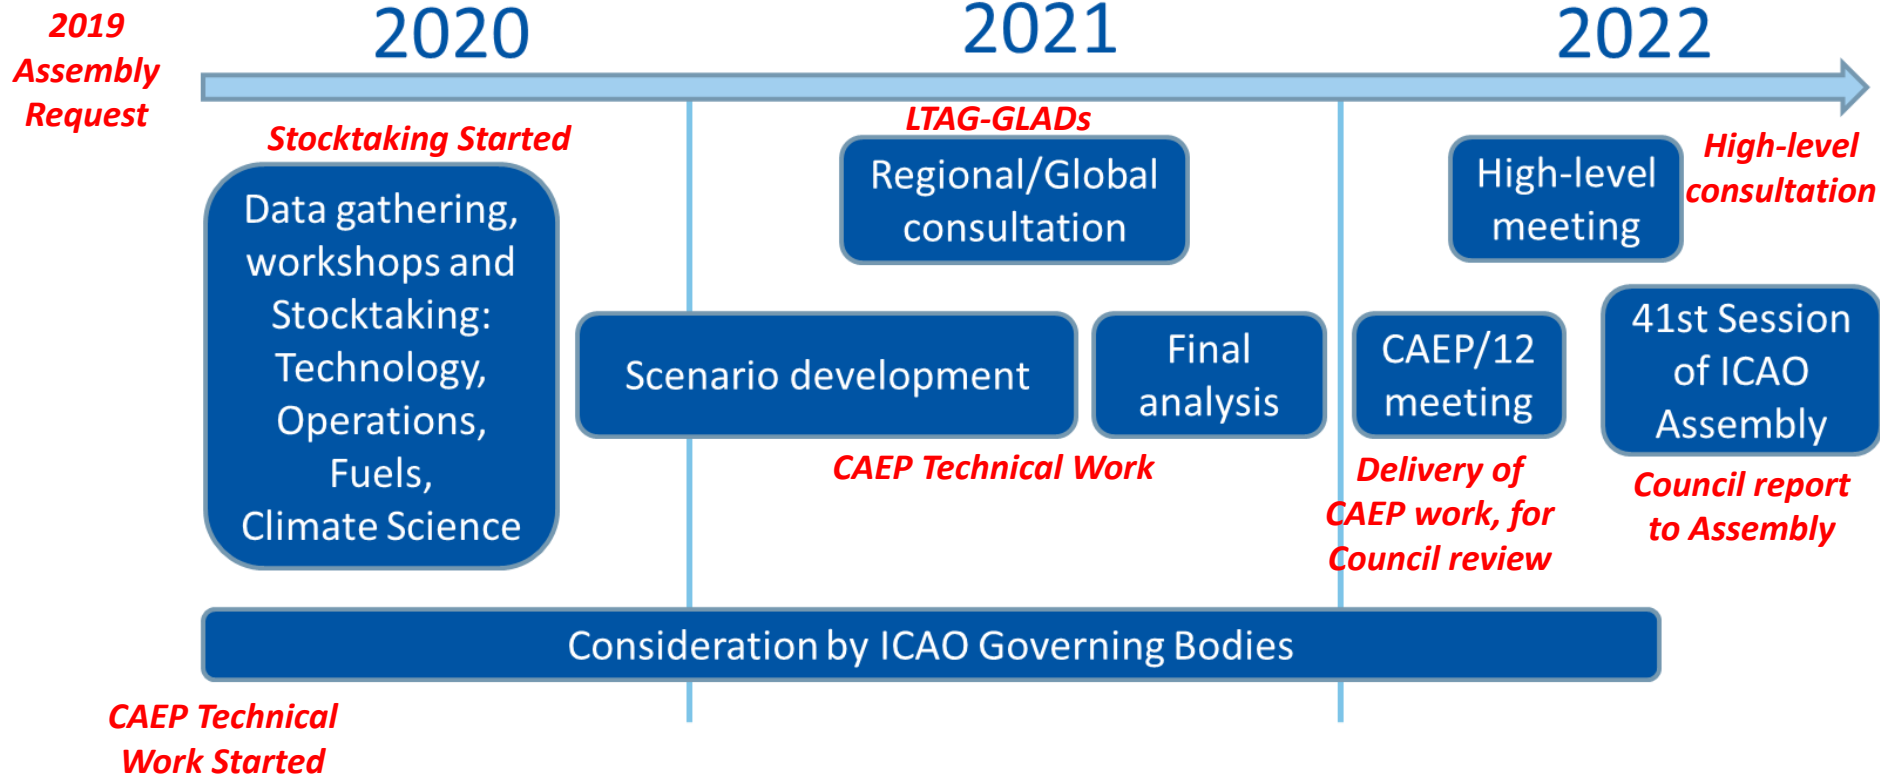 2019
Assembly
Request
2020
2021
2022
Stocktaking Started
Data gathering,
workshops and
Stocktaking:
Technology,
Operations,
Fuels,
Climate Science
LTAG-GLADs
Regional/Global
consultation
High-level
meeting
High-level
consultation
Scenario development
Final
analysis
CAEP Technical Work
CAEP/12
meeting
Delivery of
CAEP work, for
Council review
41st Session
of ICAO
Assembly
Council report
to Assembly
Consideration by ICAO Governing Bodies
CAEP Technical
Work Started